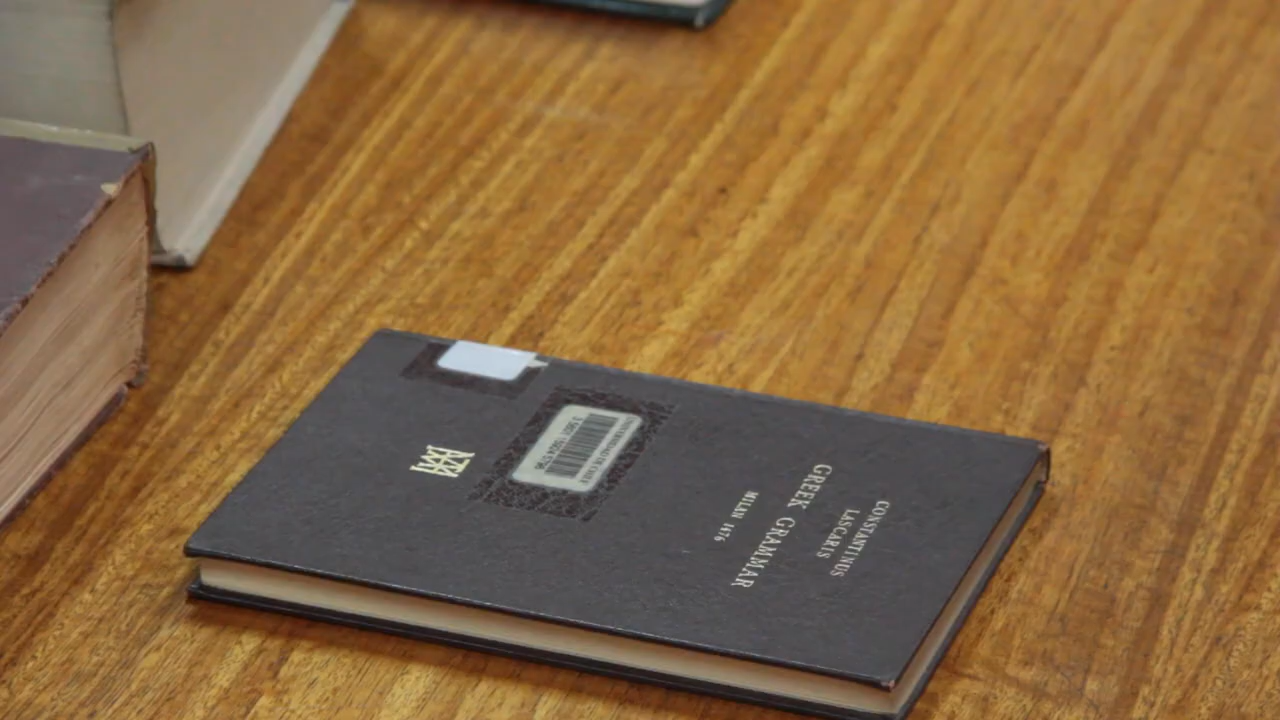 CONSTANTINUS
LASCARIS
GREEK GRAMMAR
MILAN 1476